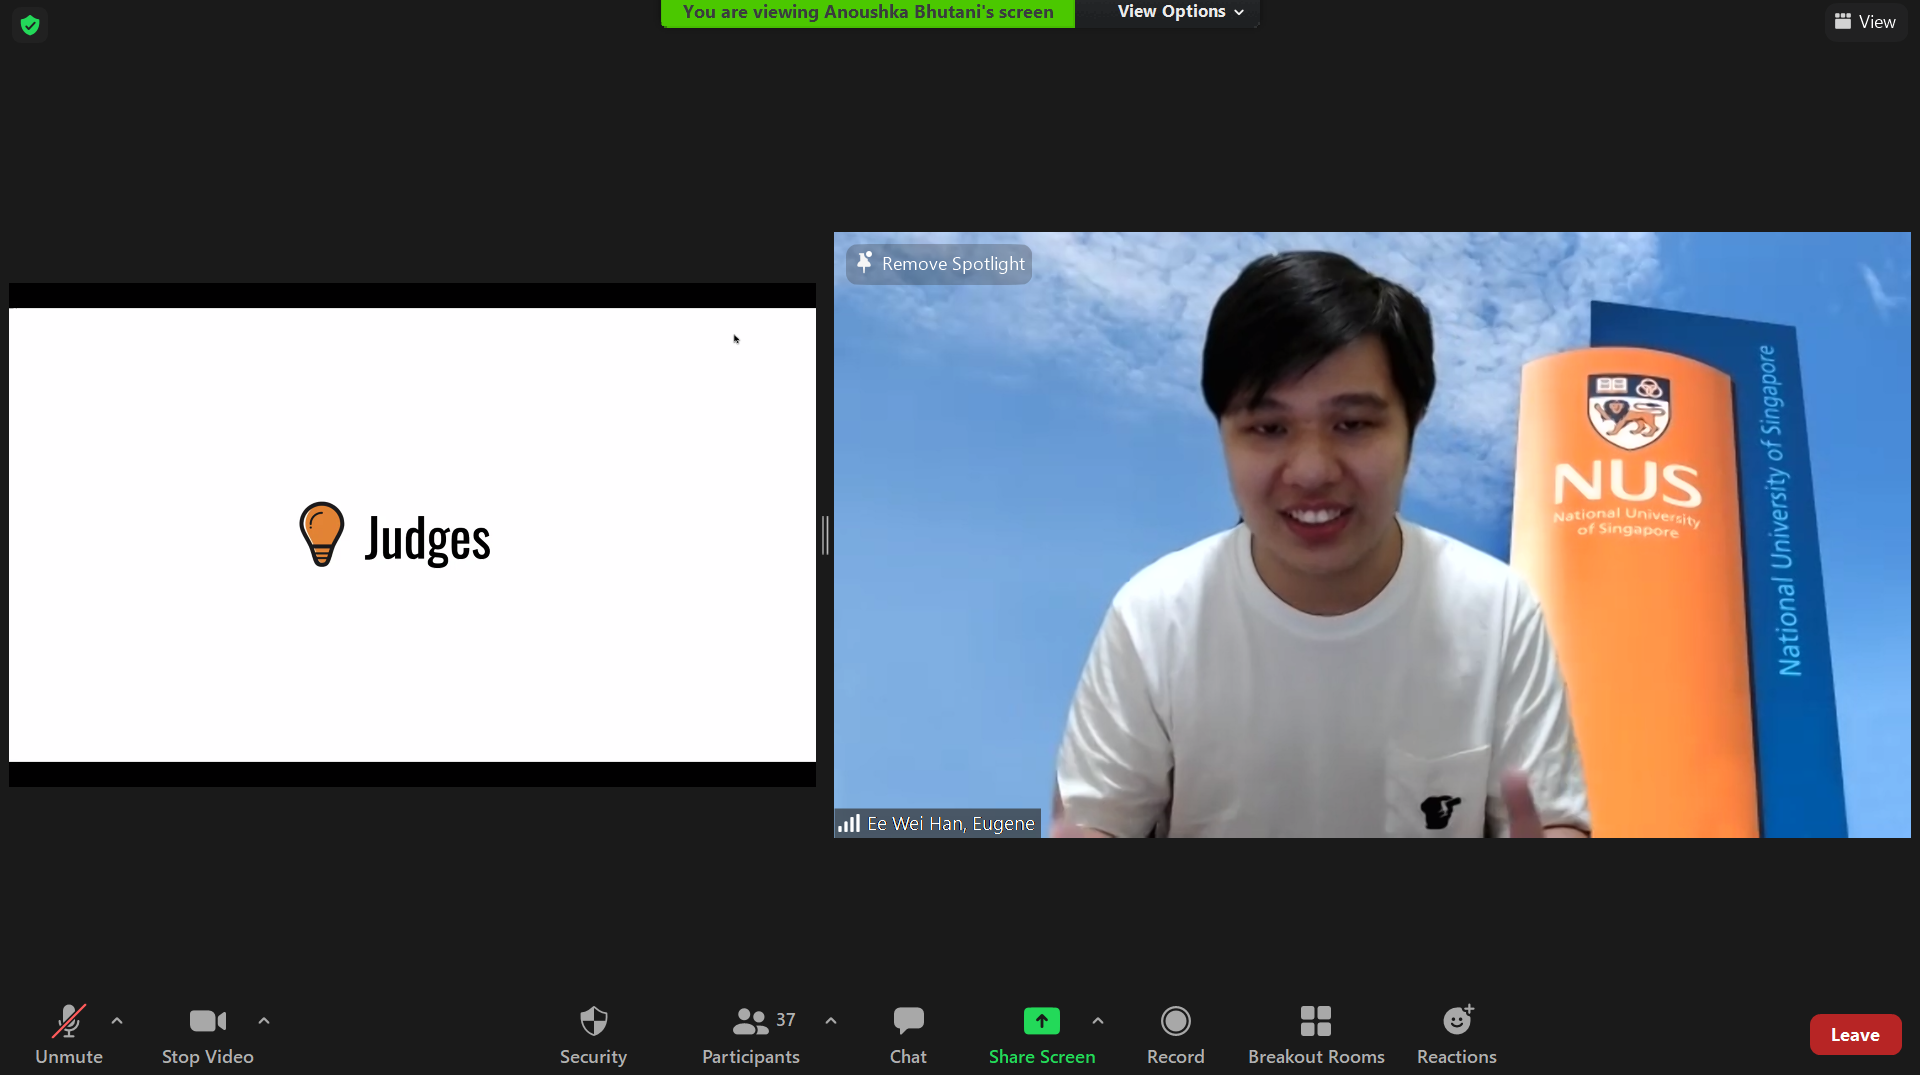 You are viewing Anoushka Bhutani's screen
View Options
View
Remove Spotlight
Judges
NUS
National University
of Singapore
National University of Singapore
Ee Wei Han, Eugene
Unmute
Stop Video
Security
37
Participants
Chat
Share Screen
Record
Breakout Rooms
Reactions
Leave